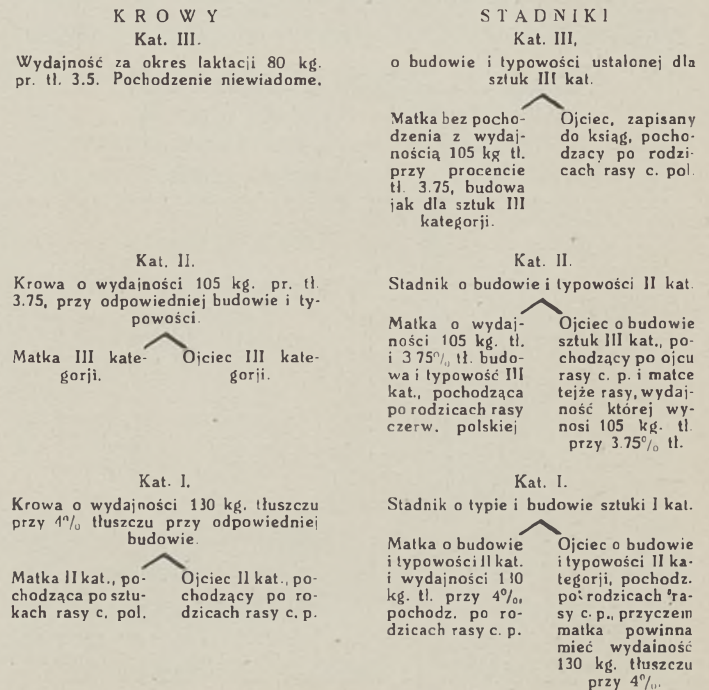 KROWY
Kat. III.
Wydajność za okres laktacji 80 kg.
pr. tł. 3.5. Pochodzenie niewiadome.
Kat. II.
Krowa o wydajności 105 kg. pr. tł.
3.75, przy odpowiedniej budowie i ty-
powości.
Matka III kate-
gorji.
Ojciec III kate-
gorji.
Kat. I.
Krowa o wydajności 130 kg. tłuszczu
przy 4% tłuszczu przy odpowiedniej
budowie.
Matka II kat., po-
chodząca po sztu-
kach rasy c. pol.
Ojciec II kat., po-
chodzący po ro-
dzicach rasy c. p.
STADNIKI
Kat. III,
o budowie i typowości ustalonej dla
sztuk III kat.
Matka bez pocho-
dzenia z wydaj-
nością 105 kg tł.
przy procencie
tł. 3.75, budowa
jak dla sztuk III
kategorji.
Ojciec, zapisany
do ksiąg, pocho-
dzacy po rodzi-
cach rasy c. pol.
Kat. II.
Stadnik o budowie i typowości II kat.
Matka o wydaj-
ności 105 kg. tł.
i 3 75% tł. budo-
wa i typowość III
kat., pochodząca
po rodzicach rasy
czerw. polskiej
Ojciec o budowie
sztuk III kat., po-
chodzący po ojcu
rasy c. p. i matce
tejże rasy, wydaj-
ność której wy-
nosi 105 kg. tł.
przy 3.75% tł.
Kat. I.
Stadnik o typie i budowie sztuki I kat.
Matka o budowie
i typowości II kat.
i wydajności 130
kg. tł. przy 4%,
pochodz. po ro-
dzicach rasy c. p.
Ojciec o budowie
i typowości II ka-
tegorji, pochodz.
po rodzicach ra-
sy c. p., przyczem
matka powinna
mieć wydajność
130 kg. tłuszczu
przy 4%.